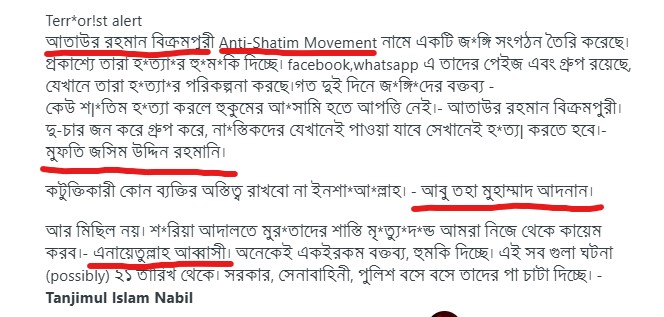 Terr*or!st alert
আতাউর রহমান বিক্রমপুরী Anti-Shatim Movement নামে একটি জ*ঙ্গি সংগঠন তৈরি করেছে।
প্রকাশ্যে তারা হ*ত্যা*র হু*ম*কি দিচ্ছে। facebook,whatsapp এ তাদের পেইজ এবং গ্রুপ রয়েছে,
যেখানে তারা হ*ত্যা*র পরিকল্পনা করছে।গত দুই দিনে জ*ঙ্গি*দের বক্তব্য -
কেউ শা|*তিম হ*ত্যা করলে হুকুমের আ*সামি হতে আপত্তি নেই।- আতাউর রহমান বিক্রমপুরী।
দু-চার জন করে গ্রুপ করে, না*স্তিকদের যেখানেই পাওয়া যাবে সেখানেই হ*ত্য| করতে হবে।-
মুফতি জসিম উদ্দিন রহমানি।
কটুক্তিকারী কোন ব্যক্তির অস্তিত্ব রাখবো না ইনশা*আ*ল্লাহ। - আবু তহা মুহাম্মাদ আদনান।
আর মিছিল নয়। শ*রিয়া আদালতে মুর*তাদের শাস্তি মৃ*ত্যু*দ*ন্ড আমরা নিজে থেকে কায়েম
করব।- এনায়েতুল্লাহ আব্বাসী। অনেকেই একইরকম বক্তব্য, হুমকি দিচ্ছে। এই সব গুলা ঘটনা
(possibly) ২১ তারিখ থেকে। সরকার, সেনাবাহিনী, পুলিশ বসে বসে তাদের পা চাটা দিচ্ছে। -
Tanjimul Islam Nabil